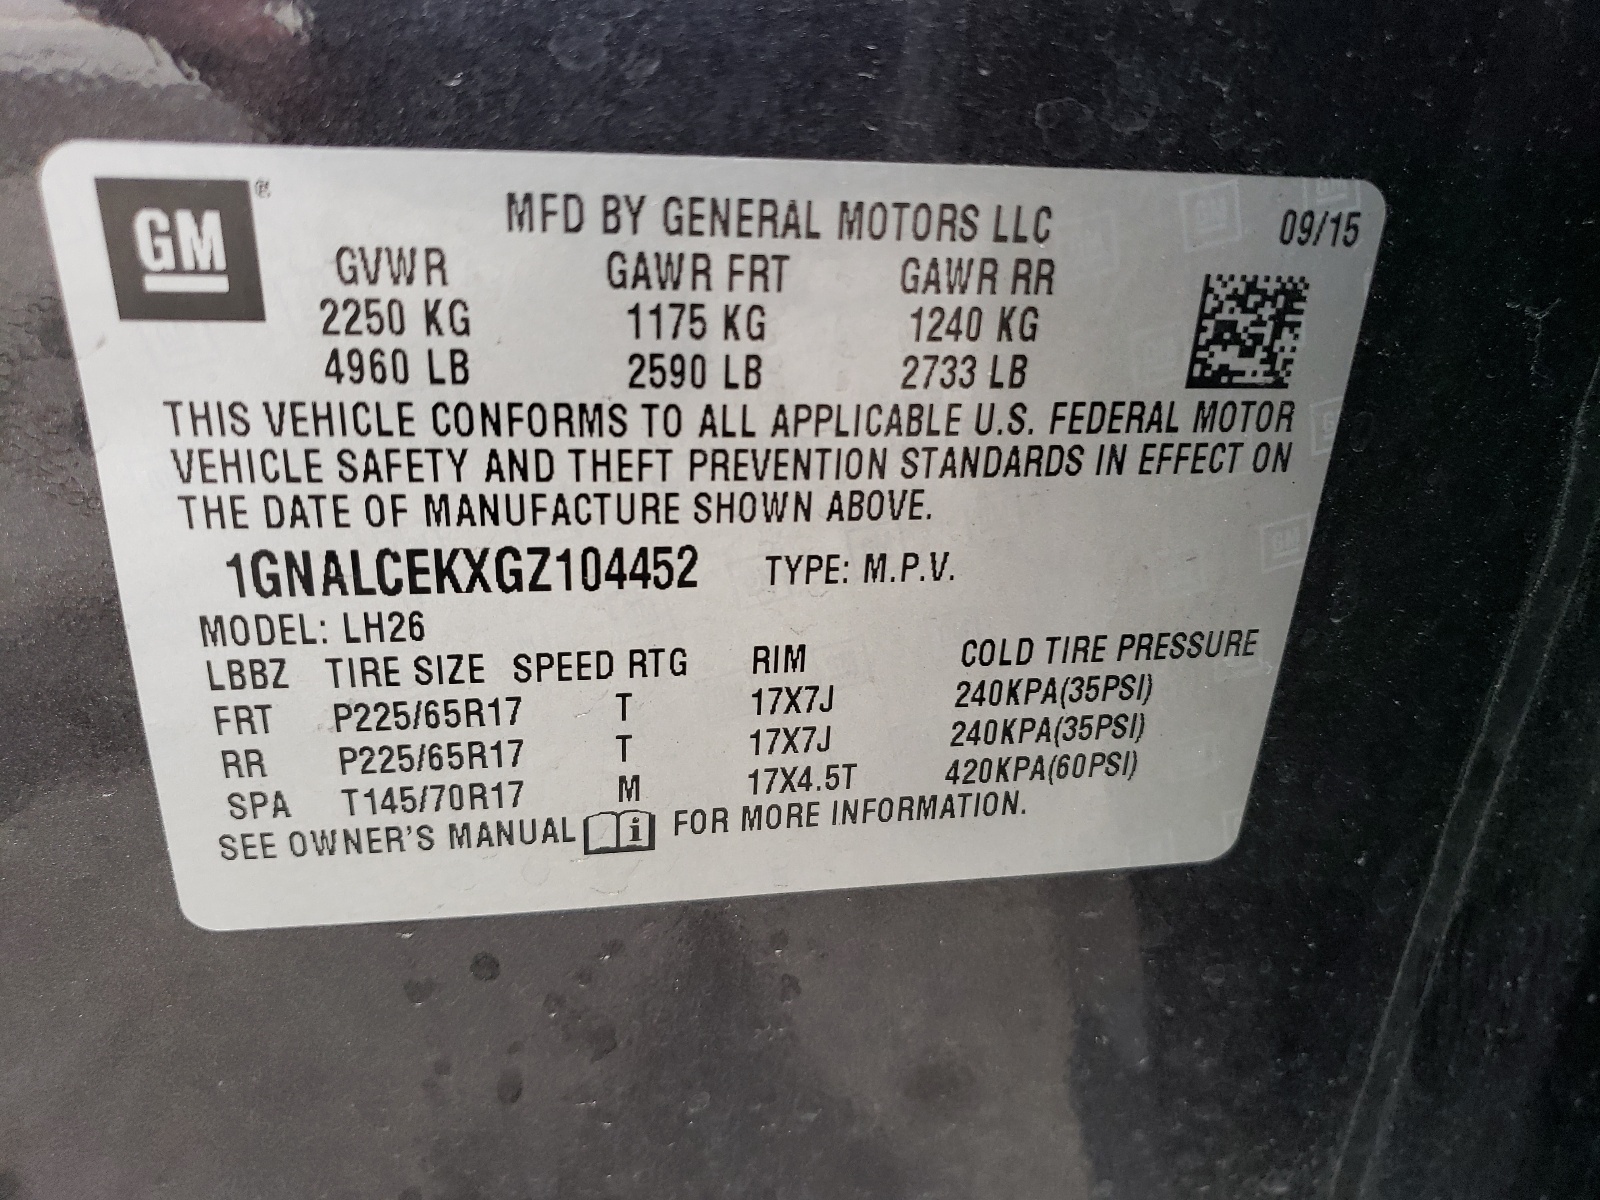 GM®
MFD BY GENERAL MOTORS LLC 09/15
GVWR GAWR FRT GAWR RR
2250 KG 1175 KG 1240 KG
4960 LB 2590 LB 2733 LB
THIS VEHICLE CONFORMS TO ALL APPLICABLE U.S. FEDERAL MOTOR
VEHICLE SAFETY AND THEFT PREVENTION STANDARDS IN EFFECT ON
THE DATE OF MANUFACTURE SHOWN ABOVE.
1GNALCEKXGZ104452 TYPE: M.P.V.
MODEL: LH26
LBBZ TIRE SIZE SPEED RTG RIM COLD TIRE PRESSURE
FRT P225/65R17 T 17X7J 240KPA(35PSI)
RR P225/65R17 T 17X7J 240KPA(35PSI)
SPA T145/70R17 M 17X4.5T 420KPA(60PSI)
SEE OWNER'S MANUAL i FOR MORE INFORMATION.